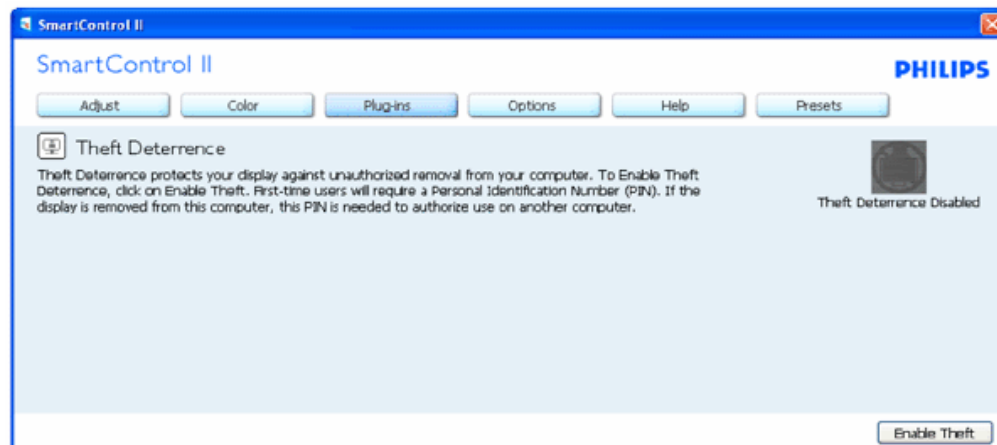 SmartControl II
SmartControl II
PHILIPS
Adjust Color Plug-ins Options Help Presets
Theft Deterrence
Theft Deterrence protects your display against unauthorized removal from your computer. To Enable Theft
Deterrence, click on Enable Theft. First-time users will require a Personal Identification Number (PIN). If the
display is removed from this computer, this PIN is needed to authorize use on another computer.
Theft Deterrence Disabled
Enable Theft